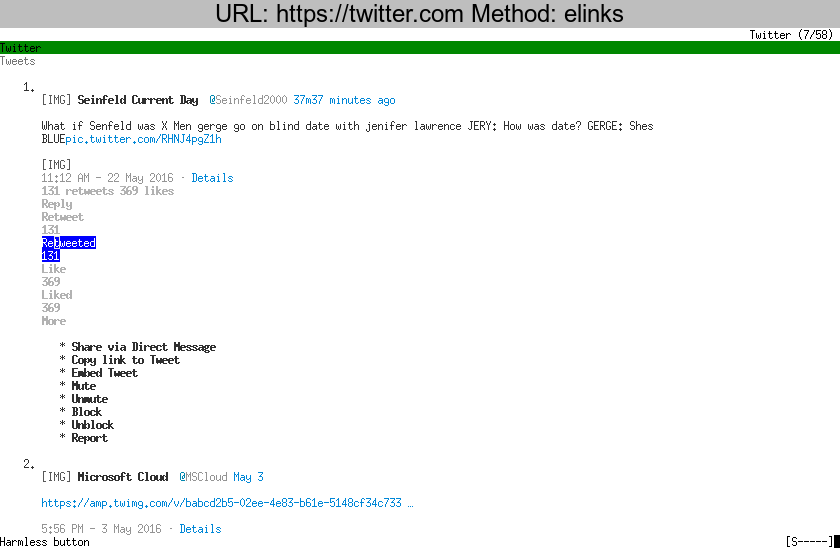 URL: https://twitter.com Method: elinks
Twitter (7/58)
Twitter
Tweets
1.
[IMG] Seinfeld Current Day @Seinfeld2000 37m37 minutes ago
What if Senfeld was X Men gerge go on blind date with jenifer lawrence JERY: How was date? GERGE: Shes
BLUEpic.twitter.com/RHNJ4pgZ1h
[IMG]
11:12 AM - 22 May 2016 · Details
131 retweets 369 likes
Reply
Retweet
131
Retweeted
131
Like
369
Liked
369
More
* Share via Direct Message
* Copy link to Tweet
* Embed Tweet
* Mute
* Unmute
* Block
* Unblock
* Report
2.
[IMG] Microsoft Cloud @MSCloud May 3
https://amp.twimg.com/v/babcd2b5-02ee-4e83-b61e-5148cf34c733 …
5:56 PM - 3 May 2016 · Details
Harmless button [S-----]